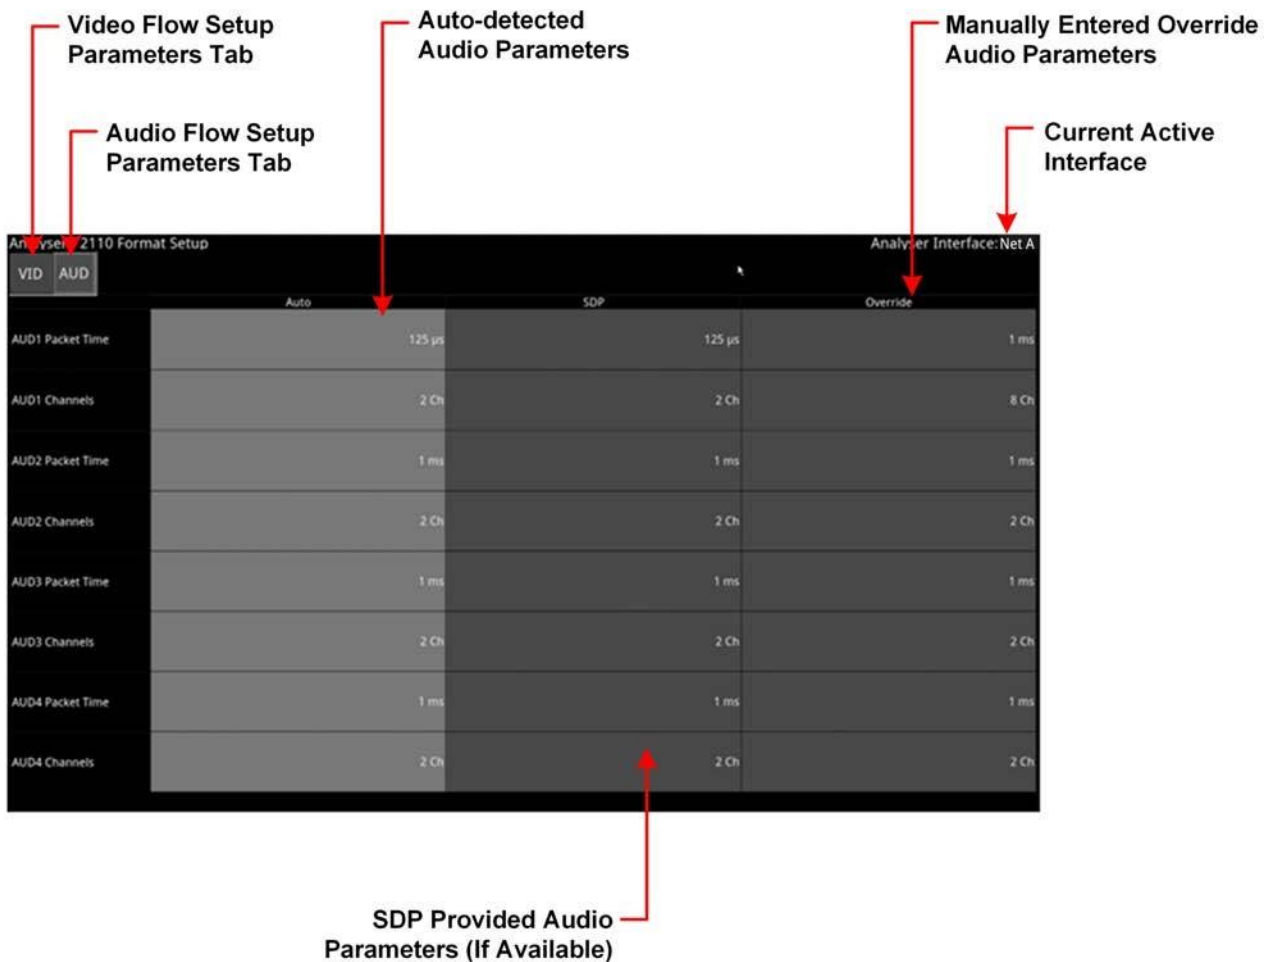 Video Flow Setup
Parameters Tab
Auto-detected
Audio Parameters
Manually Entered Override
Audio Parameters
Audio Flow Setup
Parameters Tab
Current Active
Interface
Analyser 2110 Format Setup
Analyser Interface: Net A
VID AUD
Auto SDP Override
AUD1 Packet Time 125 µs 125 µs 1 ms
AUD1 Channels 2 Ch 2 Ch 8 Ch
AUD2 Packet Time 1 ms 1 ms 1 ms
AUD2 Channels 2 Ch 2 Ch 2 Ch
AUD3 Packet Time 1 ms 1 ms 1 ms
AUD3 Channels 2 Ch 2 Ch 2 Ch
AUD4 Packet Time 1 ms 1 ms 1 ms
AUD4 Channels 2 Ch 2 Ch 2 Ch
SDP Provided Audio
Parameters (If Available)